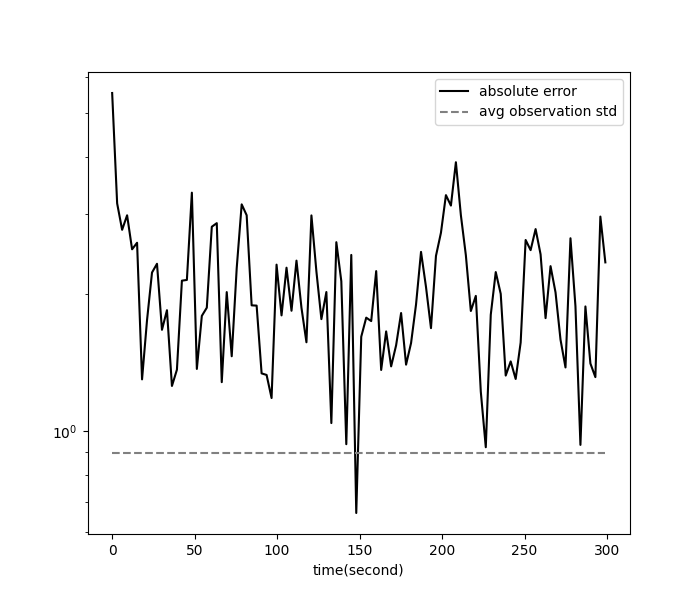 absolute error
avg observation std
10⁰
0 50 100 150 200 250 300
time(second)